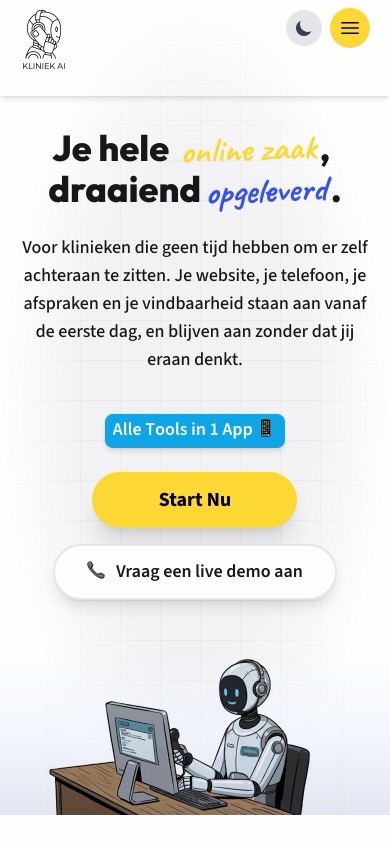 KLINIEK AI
Je hele online zaak,
draaiend opgeleverd.
Voor klinieken die geen tijd hebben om er zelf
achteraan te zitten. Je website, je telefoon, je
afspraken en je vindbaarheid staan aan vanaf
de eerste dag, en blijven aan zonder dat jij
eraan denkt.
Alle Tools in 1 App 📱
Start Nu
Vraag een live demo aan